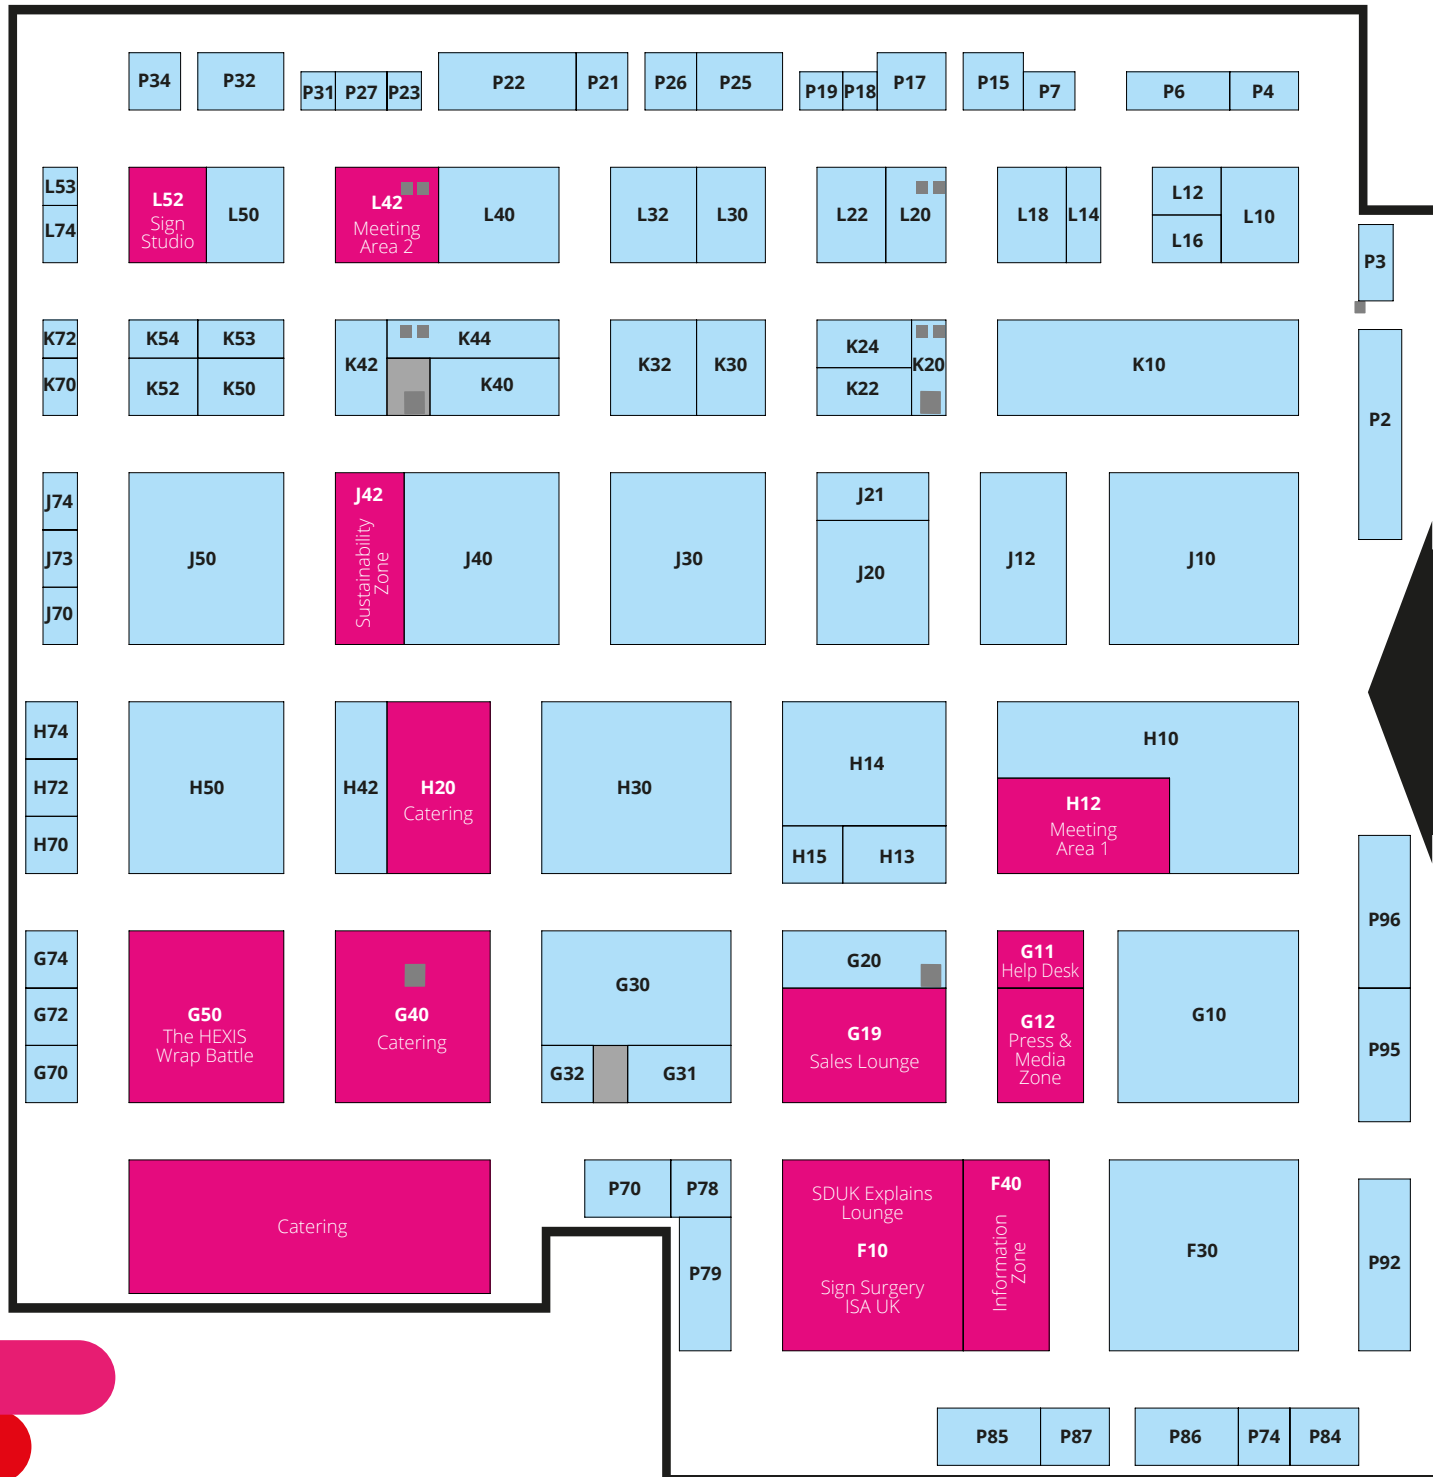 P34
P32
P31
P27
P23
P22
P21
P26
P25
P19
P18
P17
P15
P7
P6
P4
L53
L74
L52
Sign
Studio
L50
L42
Meeting
Area 2
L40
L32
L30
L22
L20
L18
L14
L12
L16
L10
P3
K72
K70
K54
K53
K52
K50
K42
K44
K40
K32
K30
K24
K22
K20
K10
P2
J74
J73
J70
J50
J42
Sustainability
Zone
J40
J30
J21
J20
J12
J10
H74
H72
H70
H50
H42
H20
Catering
H30
H14
H15
H13
H10
H12
Meeting
Area 1
P96
P95
G74
G72
G70
G50
The HEXIS
Wrap Battle
G40
Catering
G30
G32
G31
G20
G19
Sales Lounge
G11
Help Desk
G12
Press &
Media
Zone
G10
Catering
P70
P78
P79
SDUK Explains
Lounge
F10
Sign Surgery
ISA UK
F40
Information
Zone
F30
P92
P85
P87
P86
P74
P84